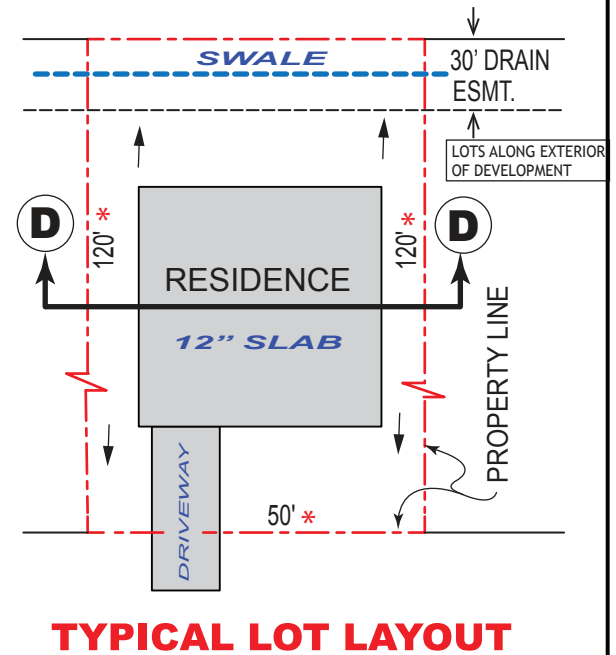 SWALE
30' DRAIN
ESMT.
LOTS ALONG EXTERIOR
OF DEVELOPMENT
D
120' *
120' *
D
RESIDENCE
12” SLAB
PROPERTY LINE
DRIVEWAY
50' *
TYPICAL LOT LAYOUT